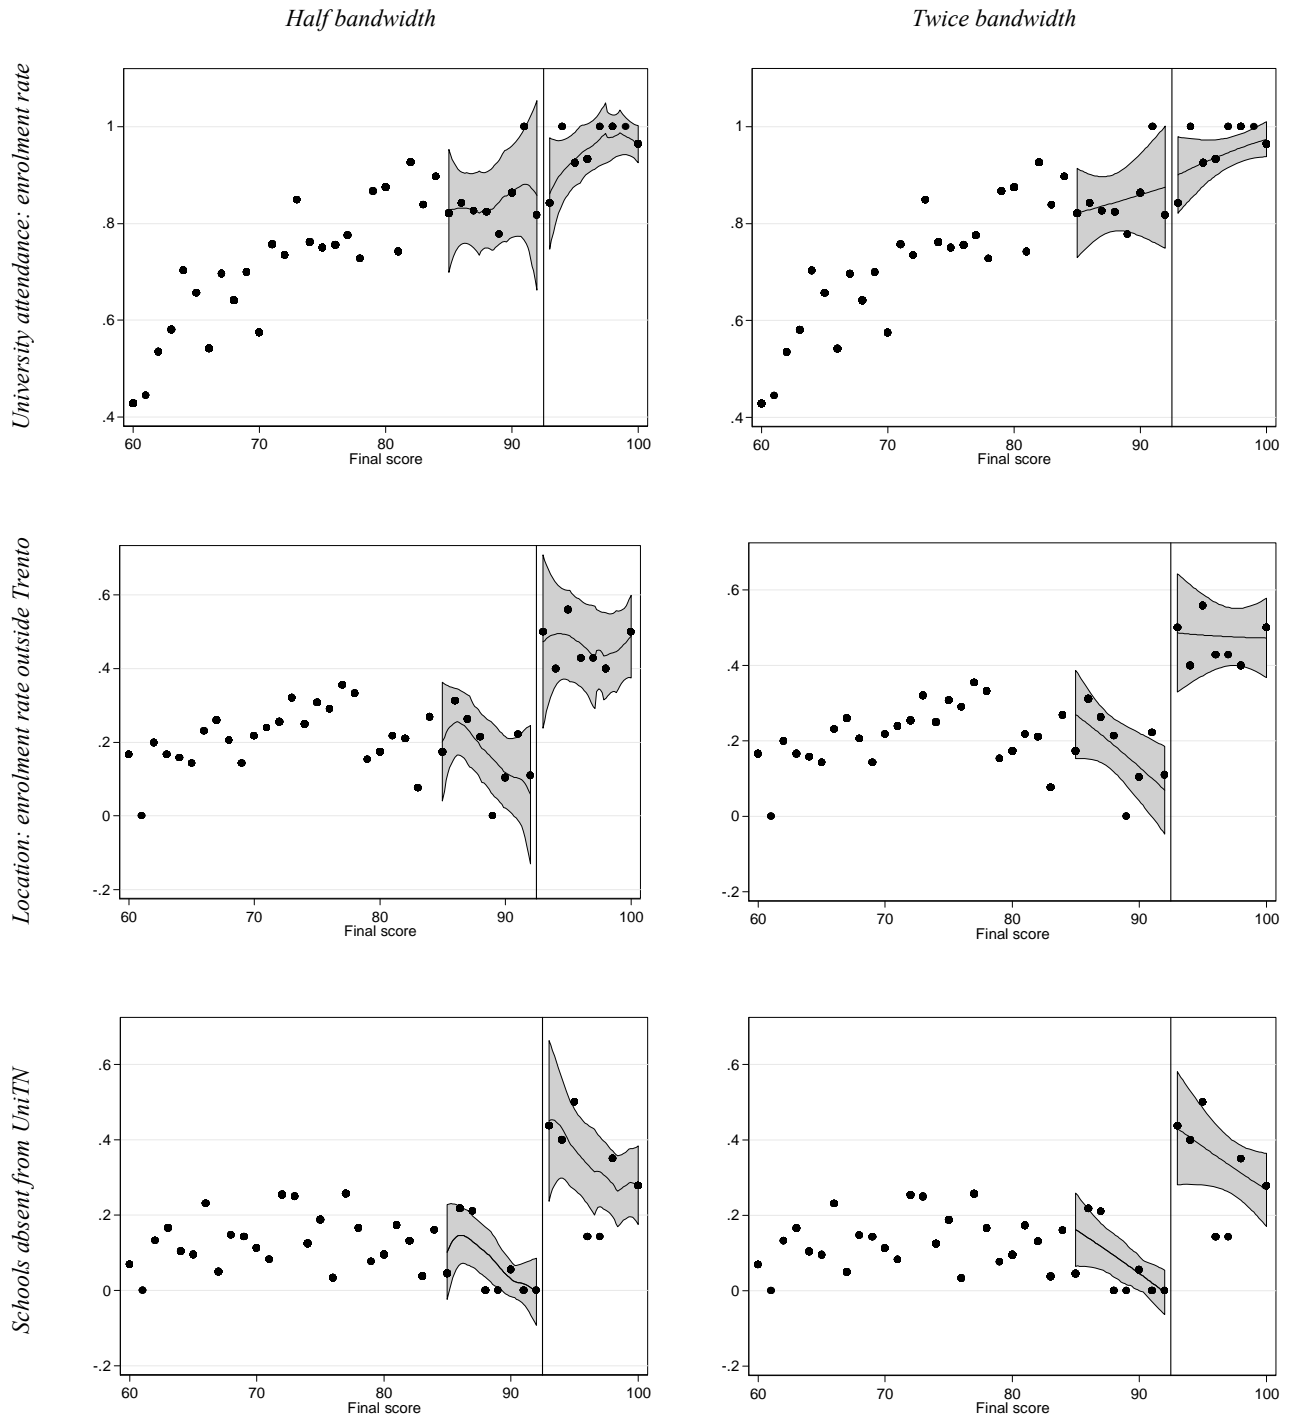 Half bandwidth
Twice bandwidth
University attendance: enrolment rate
1
.8
.6
.4
60 70 80 90 100
Final score
1
.8
.6
.4
60 70 80 90 100
Final score
Location: enrolment rate outside Trento
.6
.4
.2
0
-.2
60 70 80 90 100
Final score
.6
.4
.2
0
-.2
60 70 80 90 100
Final score
Schools absent from UniTN
.6
.4
.2
0
-.2
60 70 80 90 100
Final score
.6
.4
.2
0
-.2
60 70 80 90 100
Final score